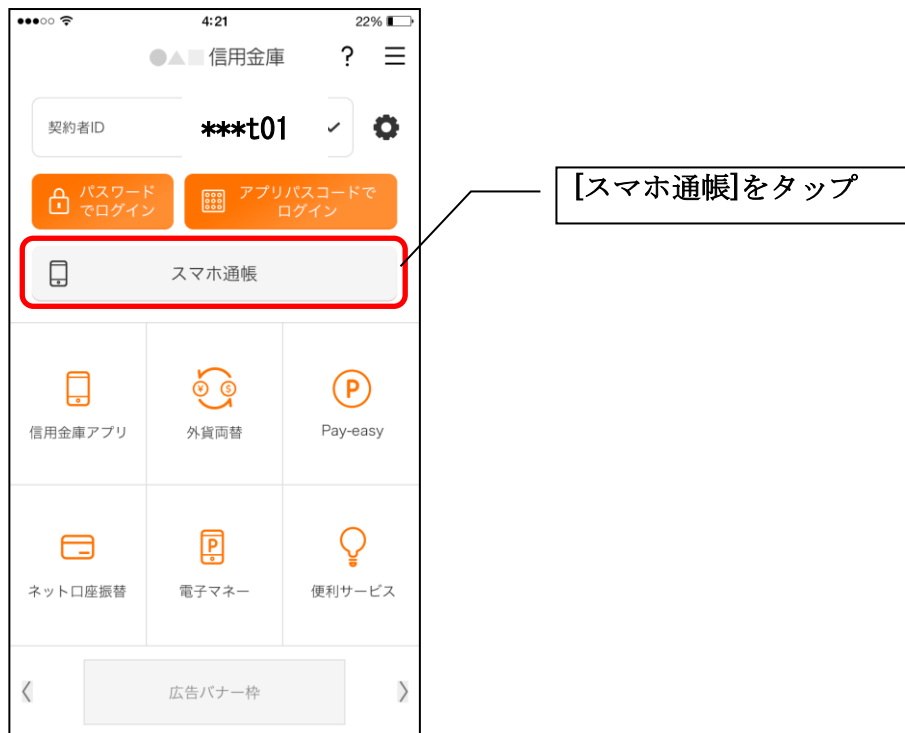 4:21
22%
●▲■ 信用金庫 ?
契約者ID ***t01
パスワード
でログイン
アプリパスコードで
ログイン
[スマホ通帳]をタップ
スマホ通帳
¥ $
P
信用金庫アプリ
外貨両替
Pay-easy
P
ネット口座振替
電子マネー
便利サービス
広告バナー枠